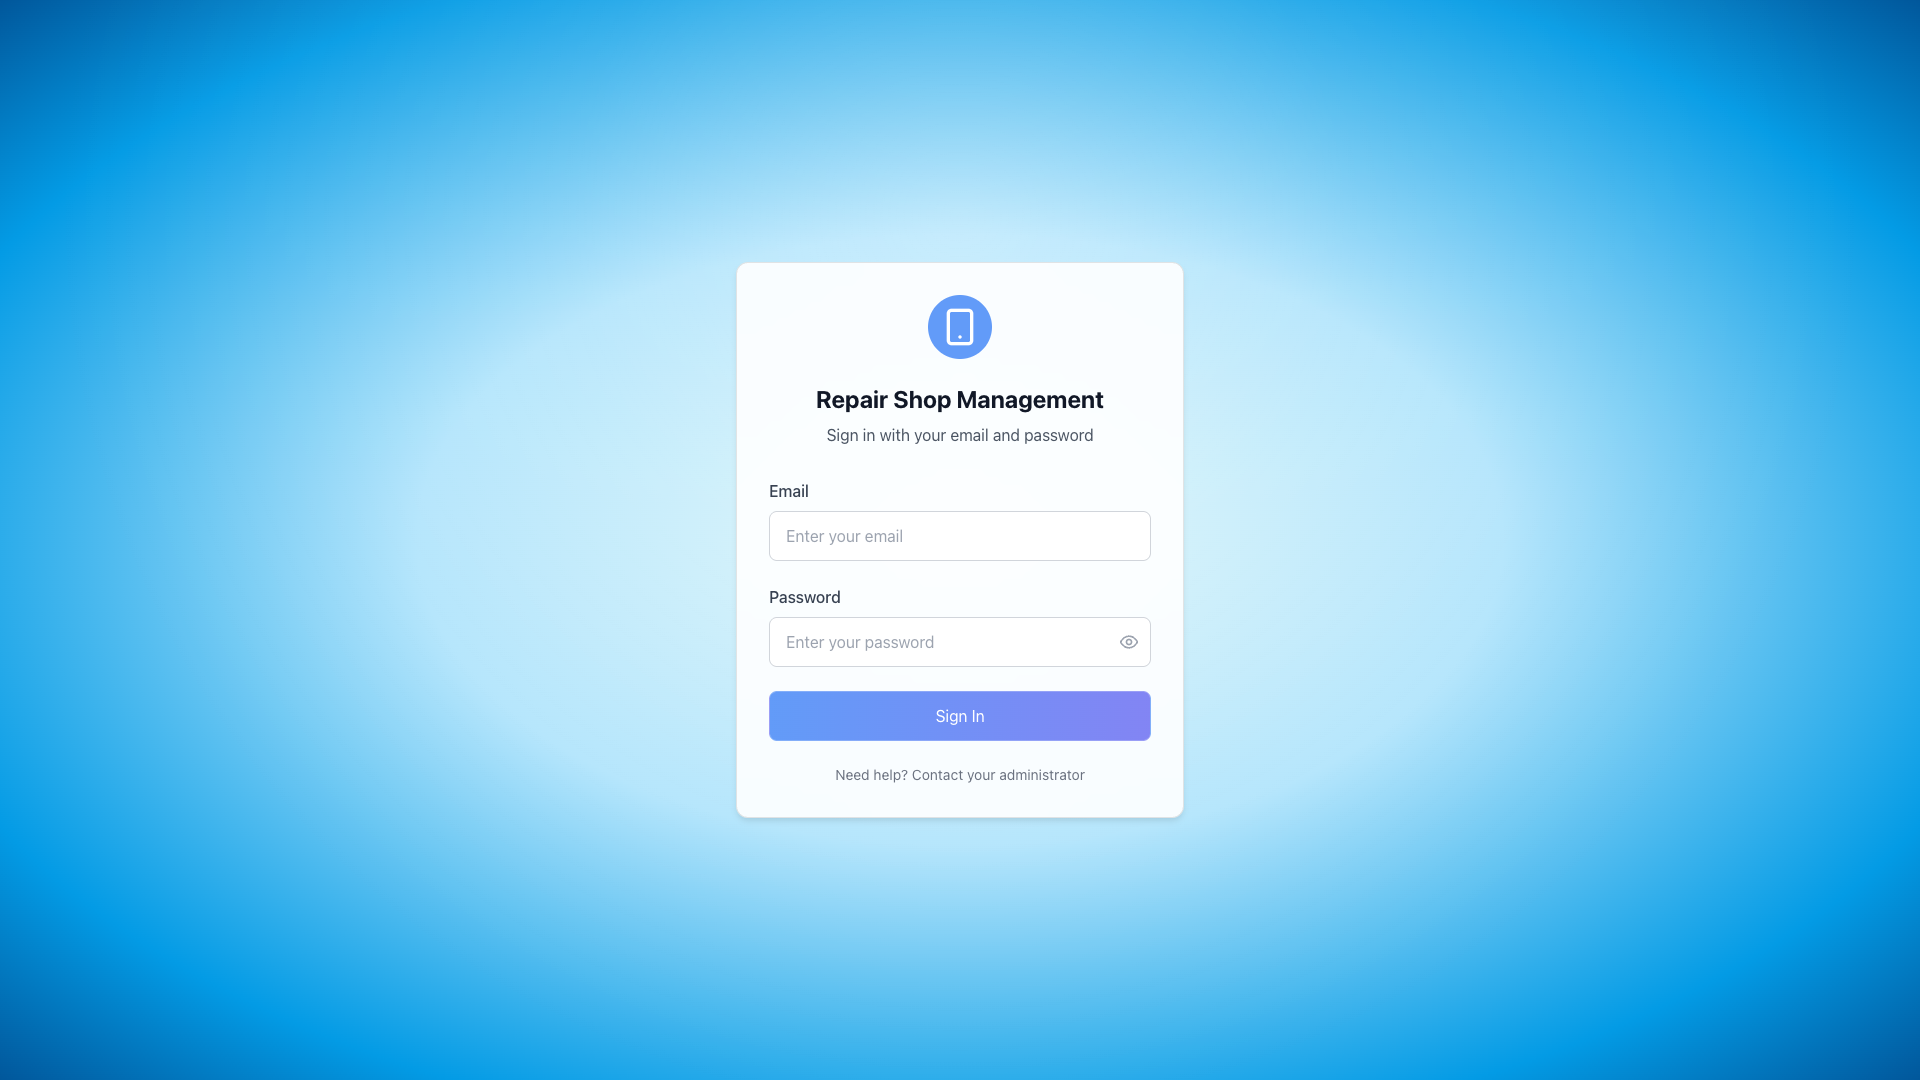 Repair Shop Management
Sign in with your email and password
Email
Enter your email
Password
Enter your password
Sign In
Need help? Contact your administrator